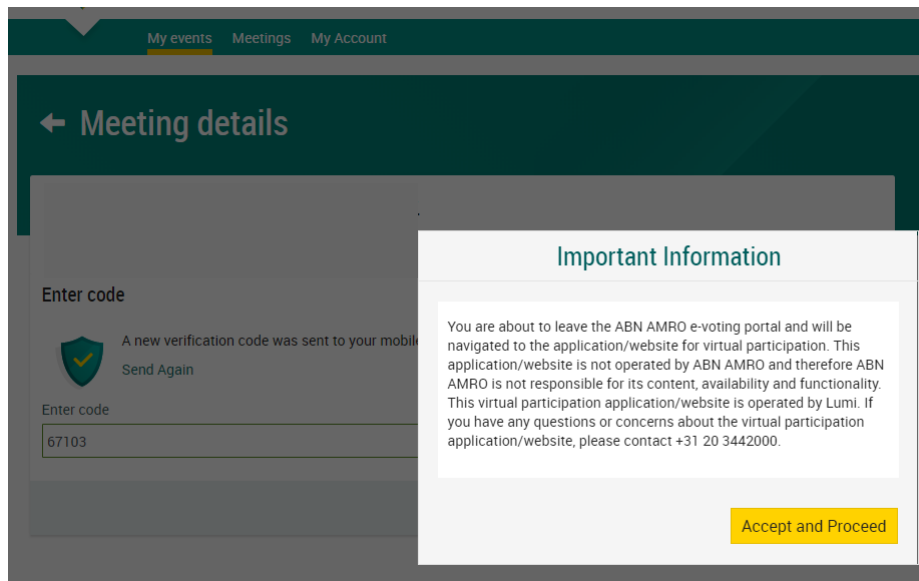 My events Meetings My Account
Meeting details
Enter code
A new verification code was sent to your mobile
Send Again
Enter code
67103
Important Information
You are about to leave the ABN AMRO e-voting portal and will be
navigated to the application/website for virtual participation. This
application/website is not operated by ABN AMRO and therefore ABN
AMRO is not responsible for its content, availability and functionality.
This virtual participation application/website is operated by Lumi. If
you have any questions or concerns about the virtual participation
application/website, please contact +31 20 3442000.
Accept and Proceed